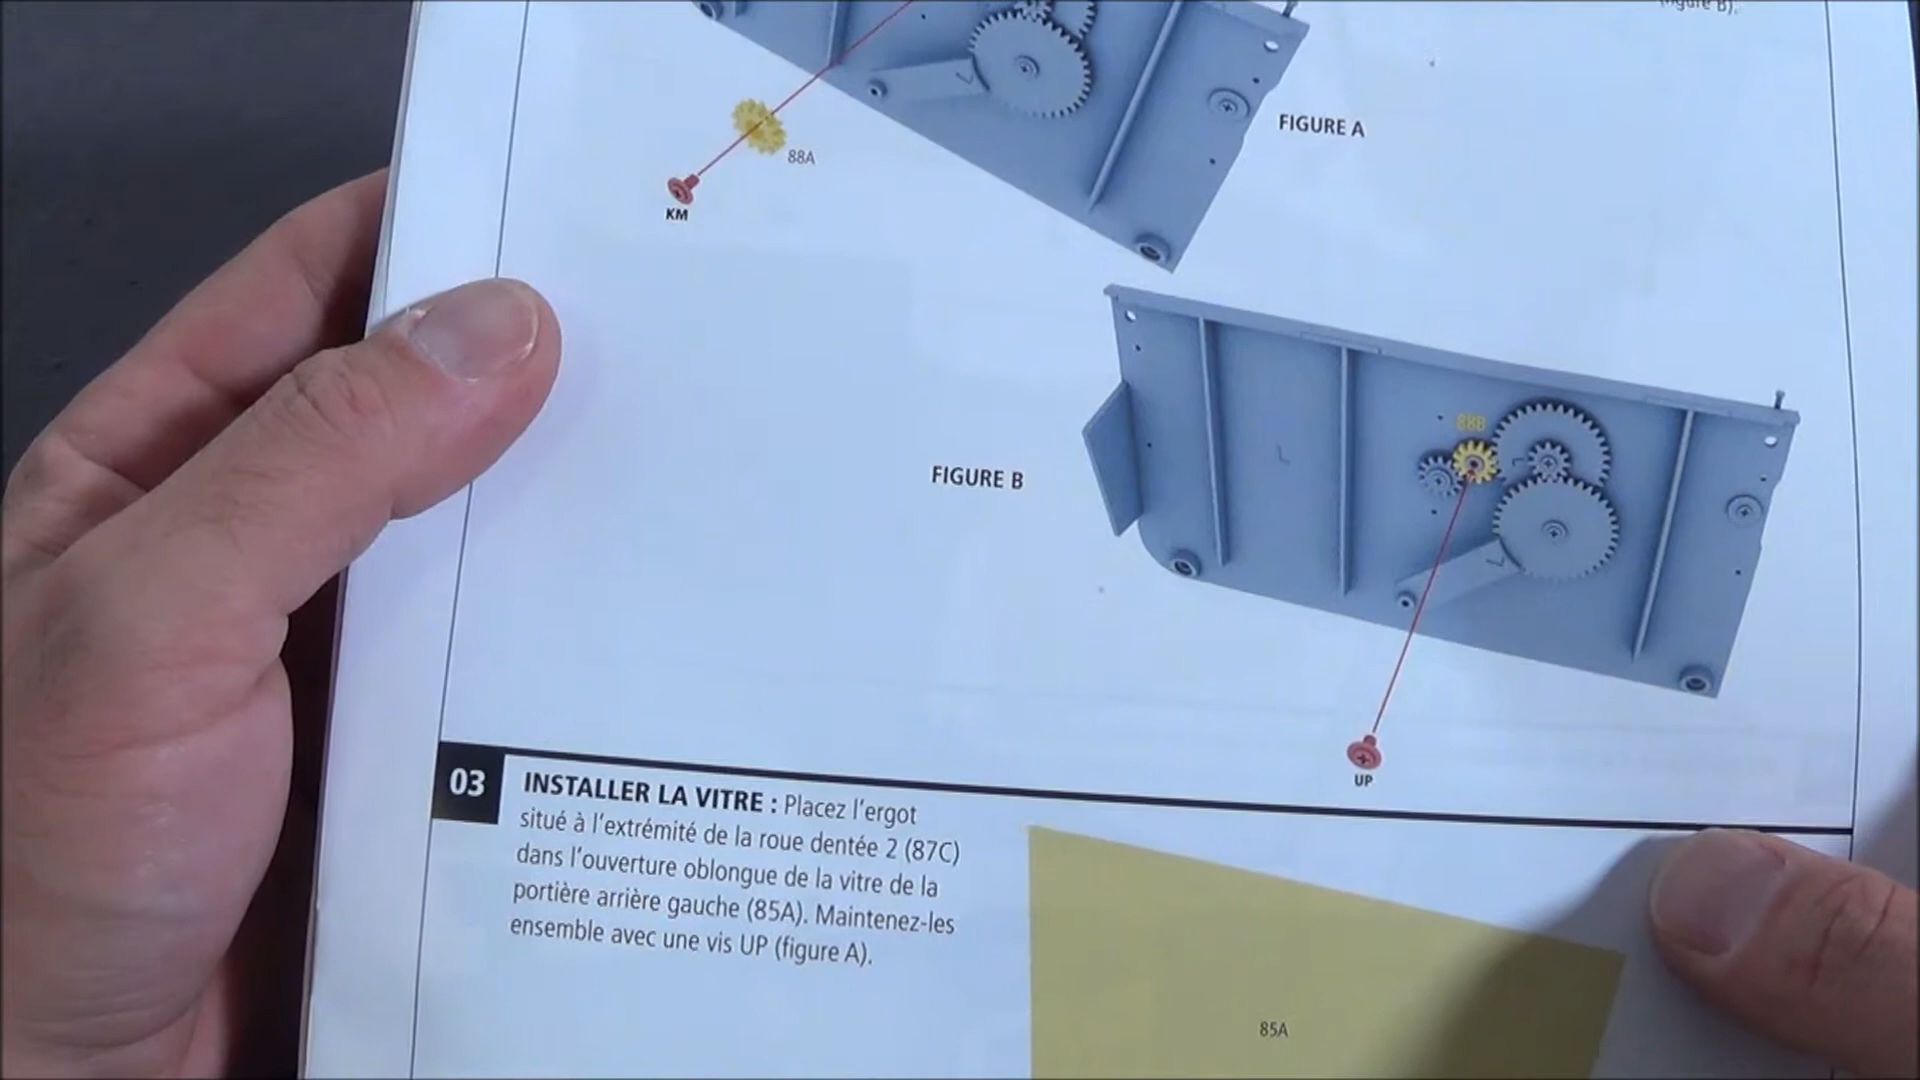 (figure B).
FIGURE A
88A
KM
88B
FIGURE B
L
L
L
L
UP
03
INSTALLER LA VITRE : Placez l'ergot
situé à l'extrémité de la roue dentée 2 (87C)
dans l'ouverture oblongue de la vitre de la
portière arrière gauche (85A). Maintenez-les
ensemble avec une vis UP (figure A).
85A